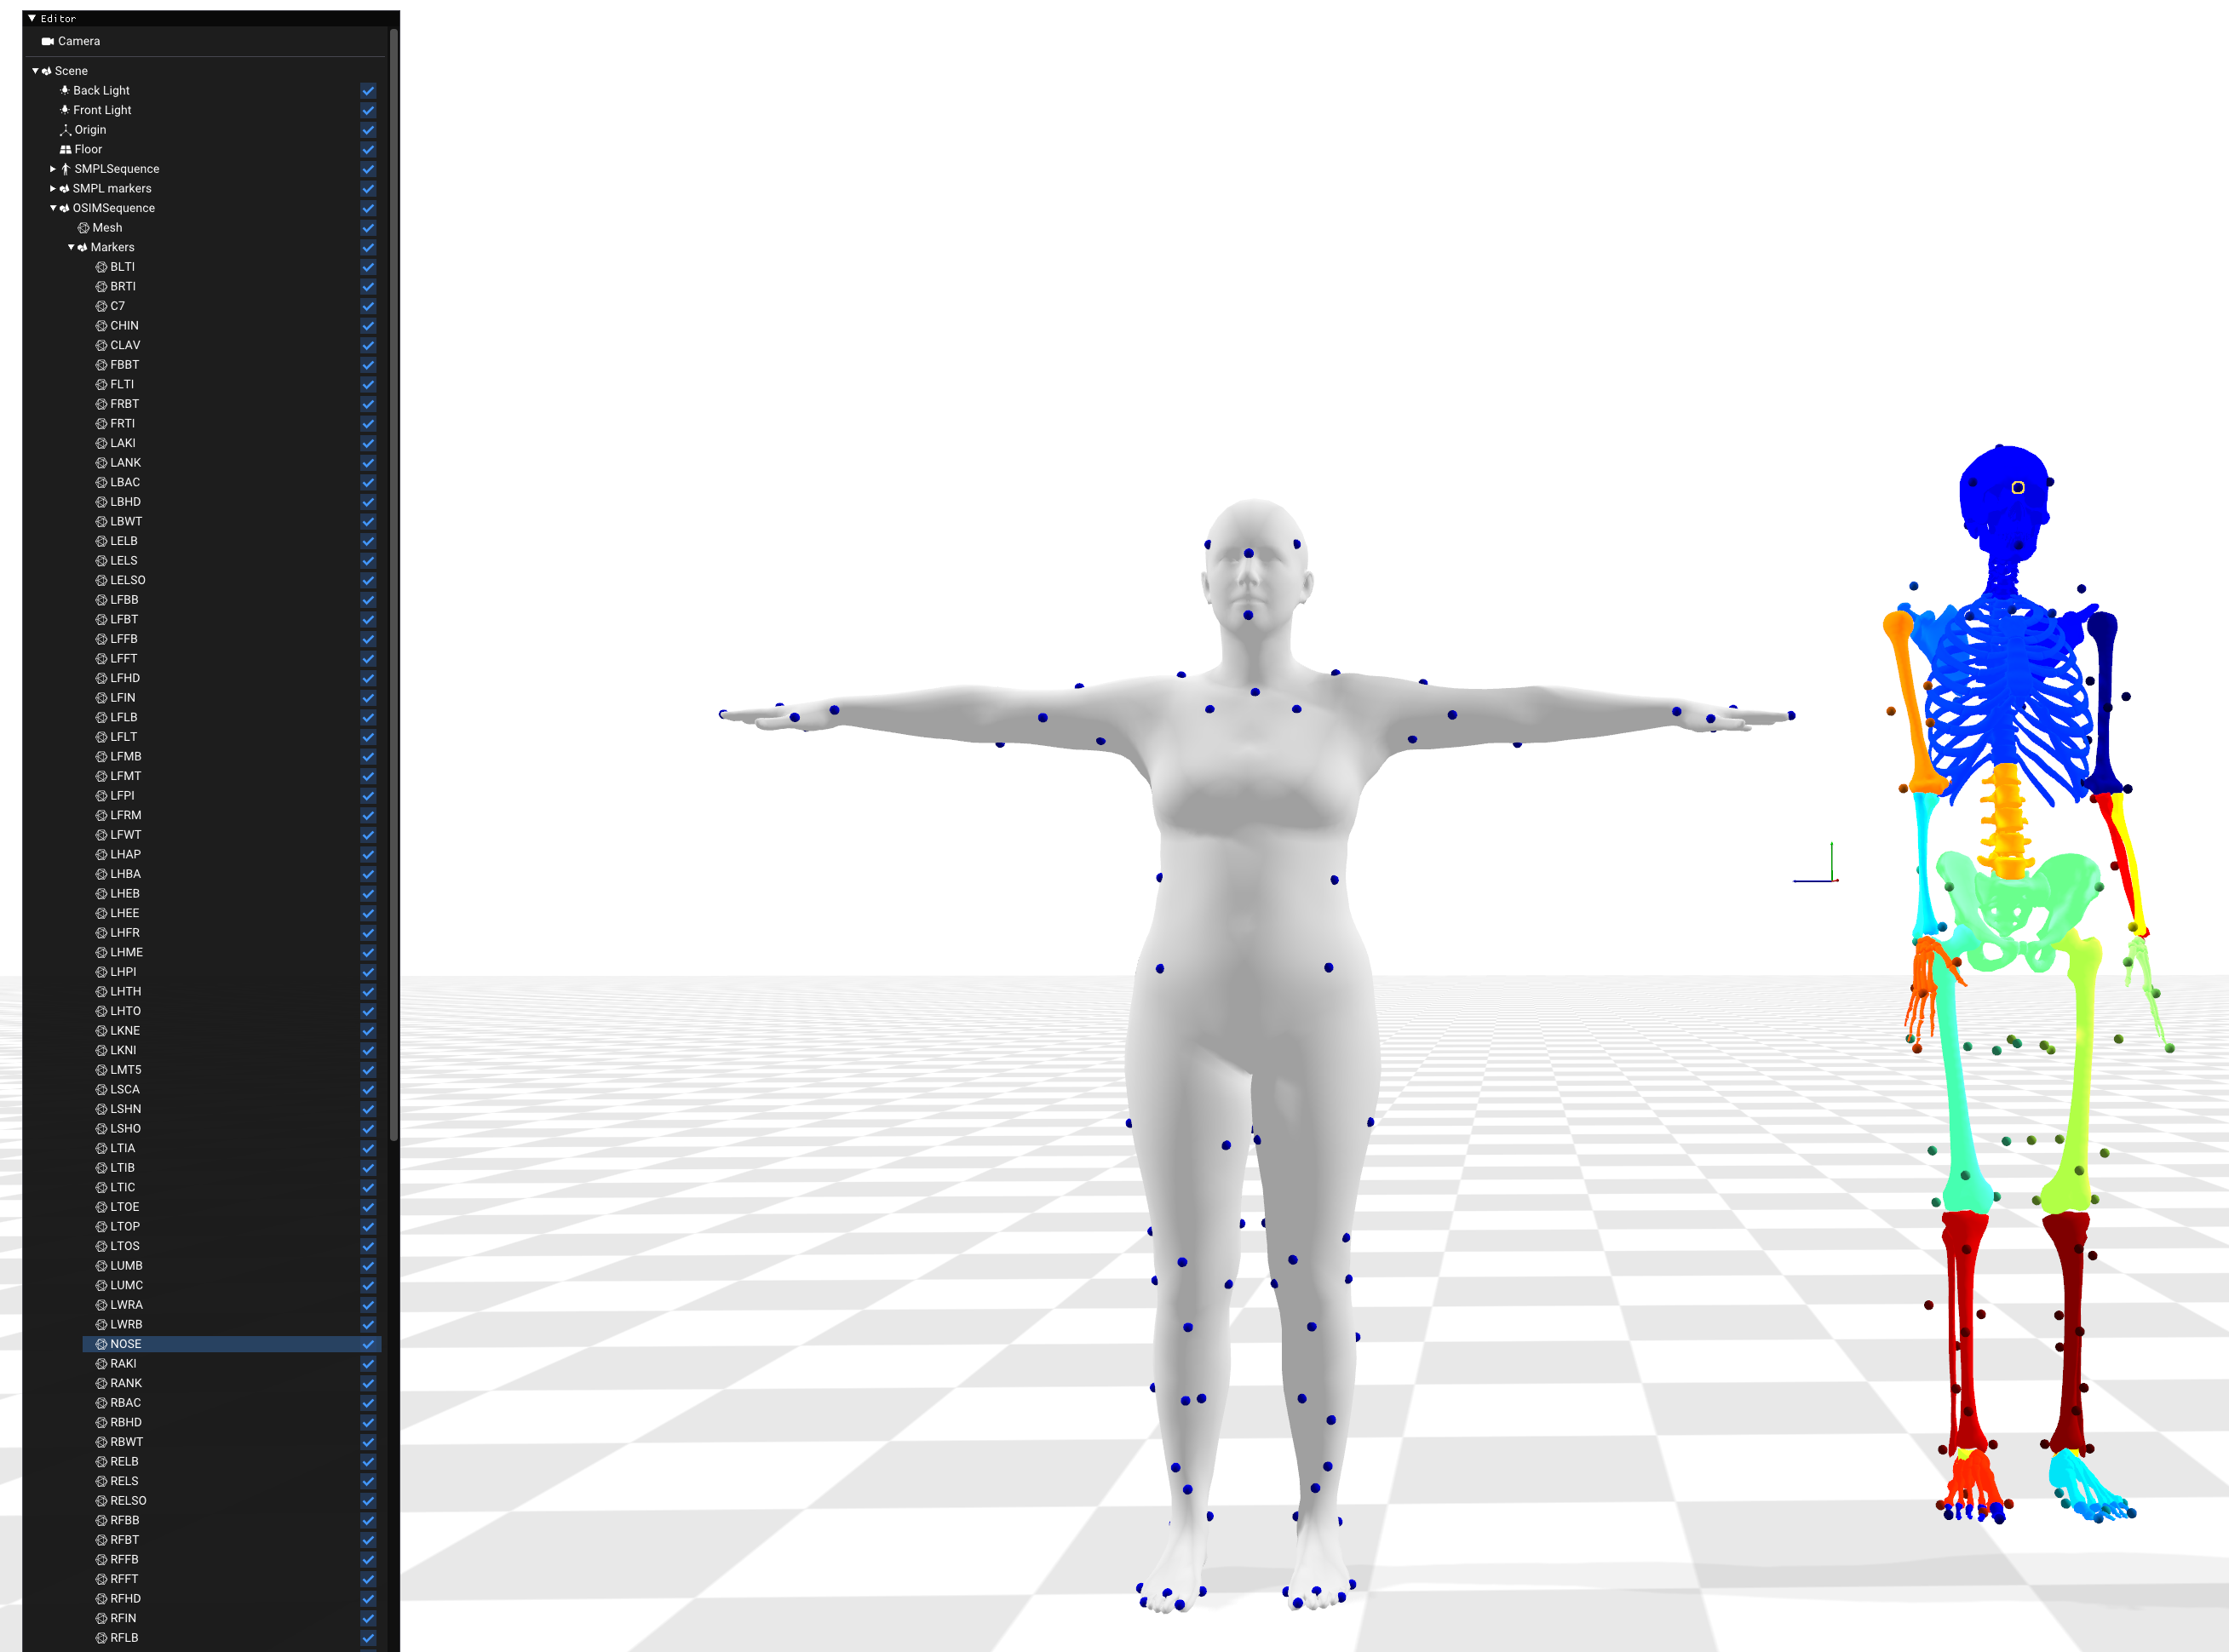 Editor
Camera
Scene
Back Light
Front Light
Origin
Floor
SMPLSequence
SMPL markers
OSIMSequence
Mesh
Markers
BLTI
BRTI
C7
CHIN
CLAV
FBBT
FLTI
FRBT
FRTI
LAKI
LANK
LBAC
LBHD
LBWT
LELB
LELS
LELSO
LFBB
LFBT
LFFB
LFFT
LFHD
LFIN
LFLB
LFLT
LFMB
LFMT
LFPI
LFRM
LFWT
LHAP
LHBA
LHEB
LHEE
LHFR
LHME
LHPI
LHTH
LHTO
LKNE
LKNI
LMT5
LSCA
LSHN
LSHO
LTIA
LTIB
LTIC
LTOE
LTOP
LTOS
LUMB
LUMC
LWRA
LWRB
NOSE
RAKI
RANK
RBAC
RBHD
RBWT
RELB
RELS
RELSO
RFBB
RFBT
RFFB
RFFT
RFHD
RFIN
RFLB